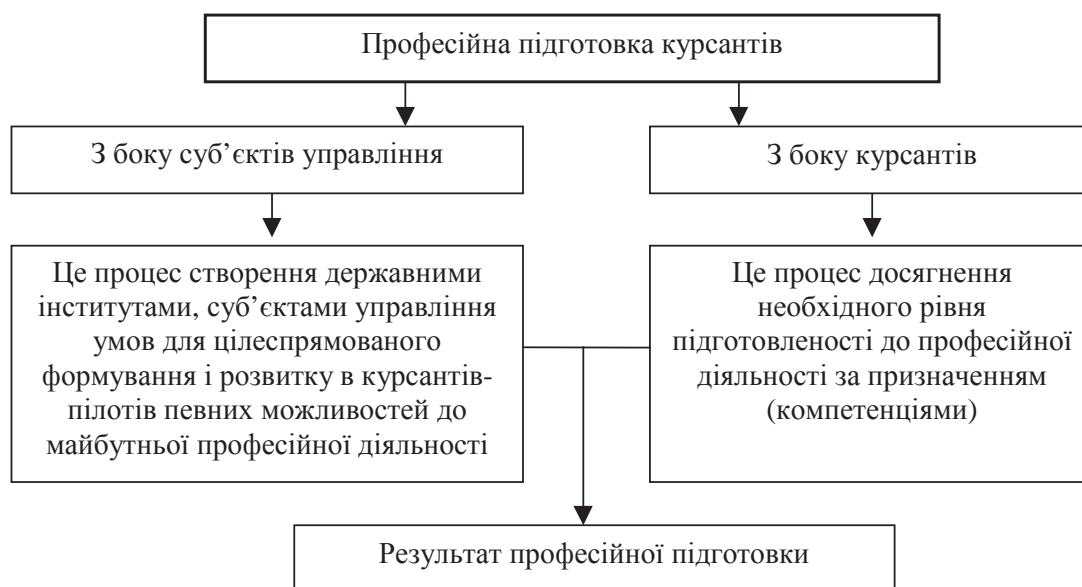 Професійна підготовка курсантів
З боку суб’єктів управління
З боку курсантів
Це процес створення державними
інститутами, суб’єктами управління
умов для цілеспрямованого
формування і розвитку в курсантів-
пілотів певних можливостей до
майбутньої професійної діяльності
Це процес досягнення
необхідного рівня
підготовленості до професійної
діяльності за призначенням
(компетенціями)
Результат професійної підготовки